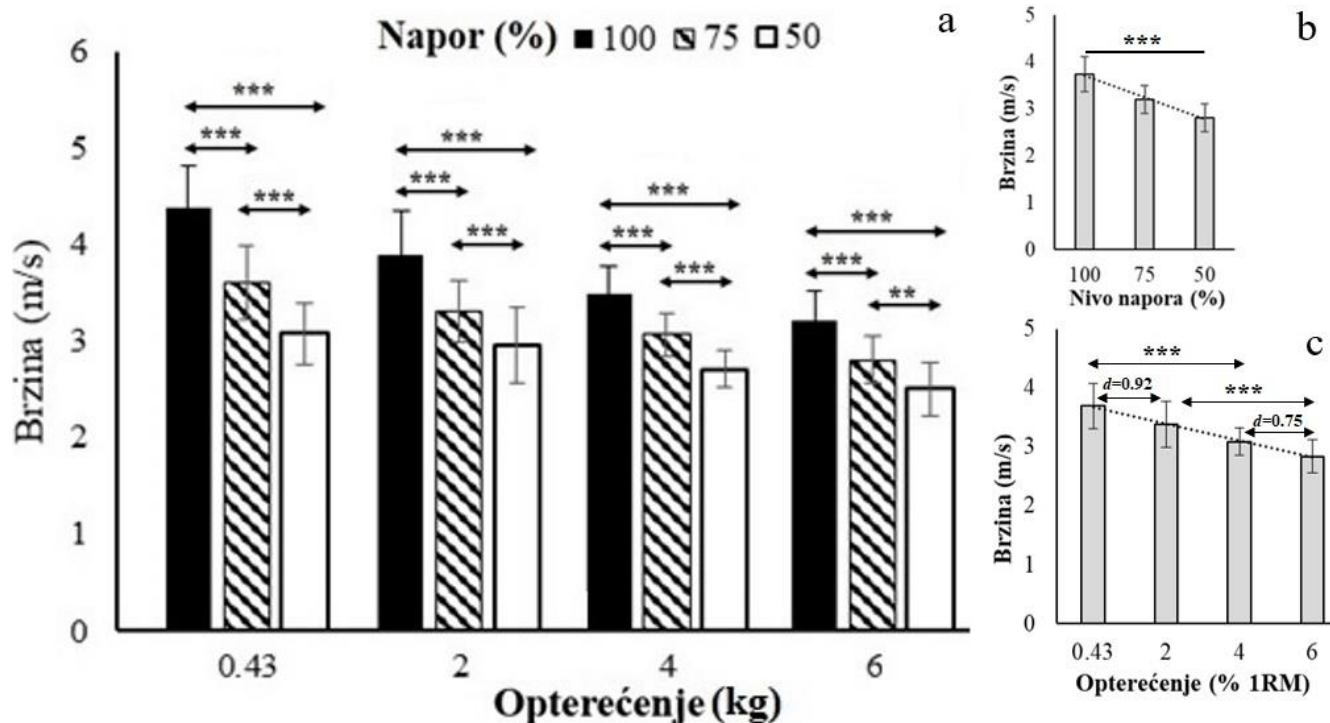 a
Napor (%) 100 75 50
6
5
4
3
2
1
0
Brzina (m/s)
***
***
***
***
***
***
***
***
***
***
***
**
0.43 2 4 6
Opterećenje (kg)
b
5
4
3
2
1
0
Brzina (m/s)
***
100 75 50
Nivo napora (%)
c
5
4
3
2
1
0
Brzina (m/s)
***
d=0.92
***
d=0.75
0.43 2 4 6
Opterećenje (% 1RM)